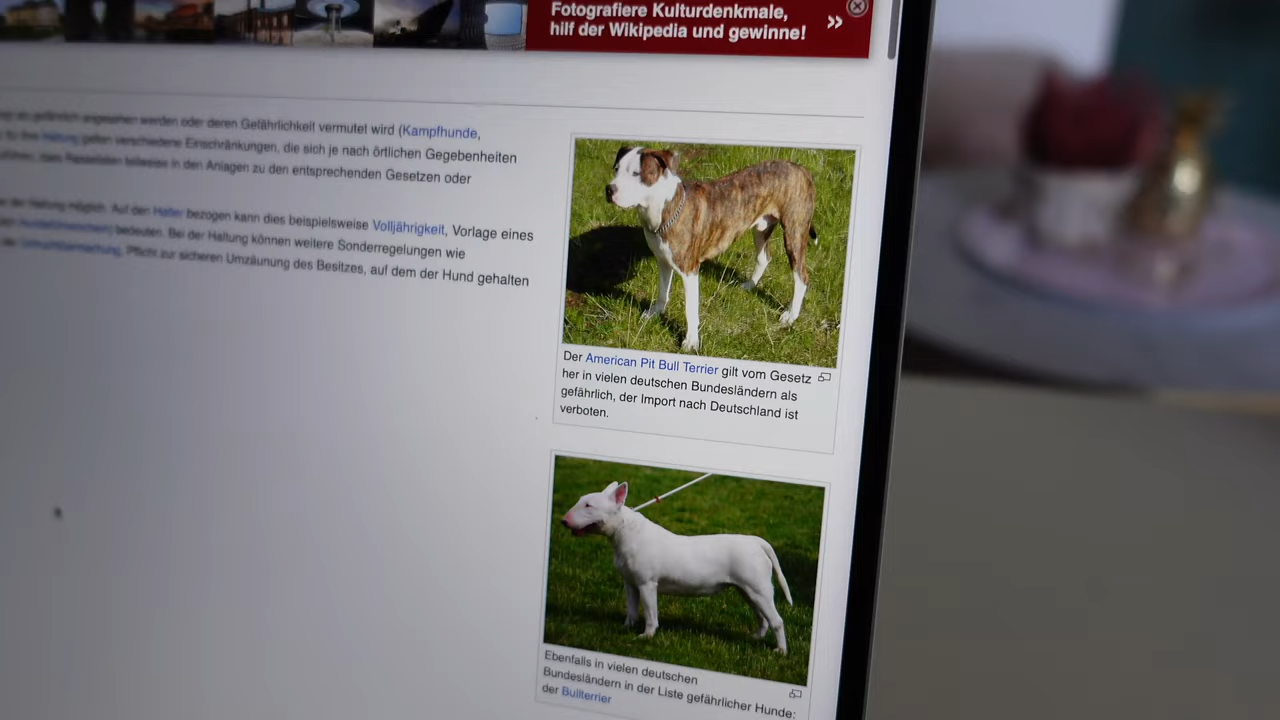 Fotografiere Kulturdenkmale,
hilf der Wikipedia und gewinne!
angesehen werden oder deren Gefährlichkeit vermutet wird (Kampfhunde,
gelten verschiedene Einschränkungen, die sich je nach örtlichen Gegebenheiten
dass Rasselisten teilweise in den Anlagen zu den entsprechenden Gesetzen oder
der Haltung möglich. Auf den Halter bezogen kann dies beispielsweise Volljährigkeit, Vorlage eines
bedeuten. Bei der Haltung können weitere Sonderregelungen wie
Pflicht zur sicheren Umzäunung des Besitzes, auf dem der Hund gehalten
Der American Pit Bull Terrier gilt vom Gesetz
her in vielen deutschen Bundesländern als
gefährlich, der Import nach Deutschland ist
verboten.
Ebenfalls in vielen deutschen
Bundesländern in der Liste gefährlicher Hunde:
der Bullterrier